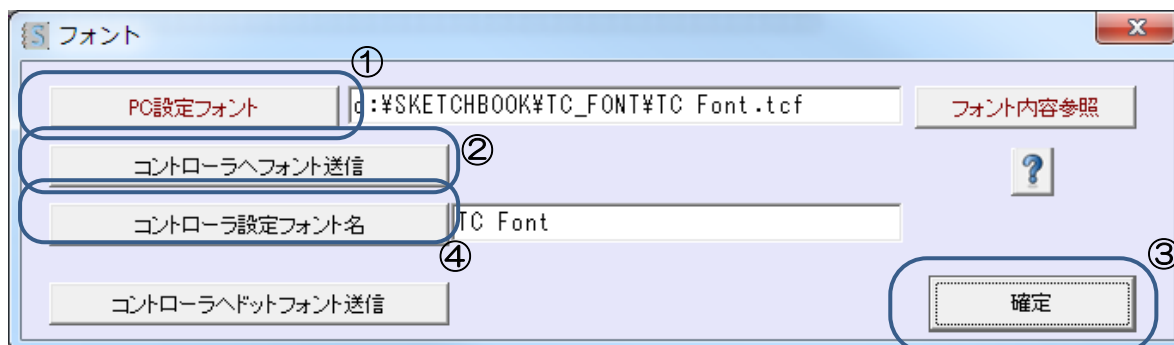 フォント
①
PC設定フォント c:¥SKETCHBOOK¥TC_FONT¥TC Font.tcf フォント内容参照
②
コントローラへフォント送信 ?
コントローラ設定フォント名 TC Font
④
③
コントローラへドットフォント送信 確定